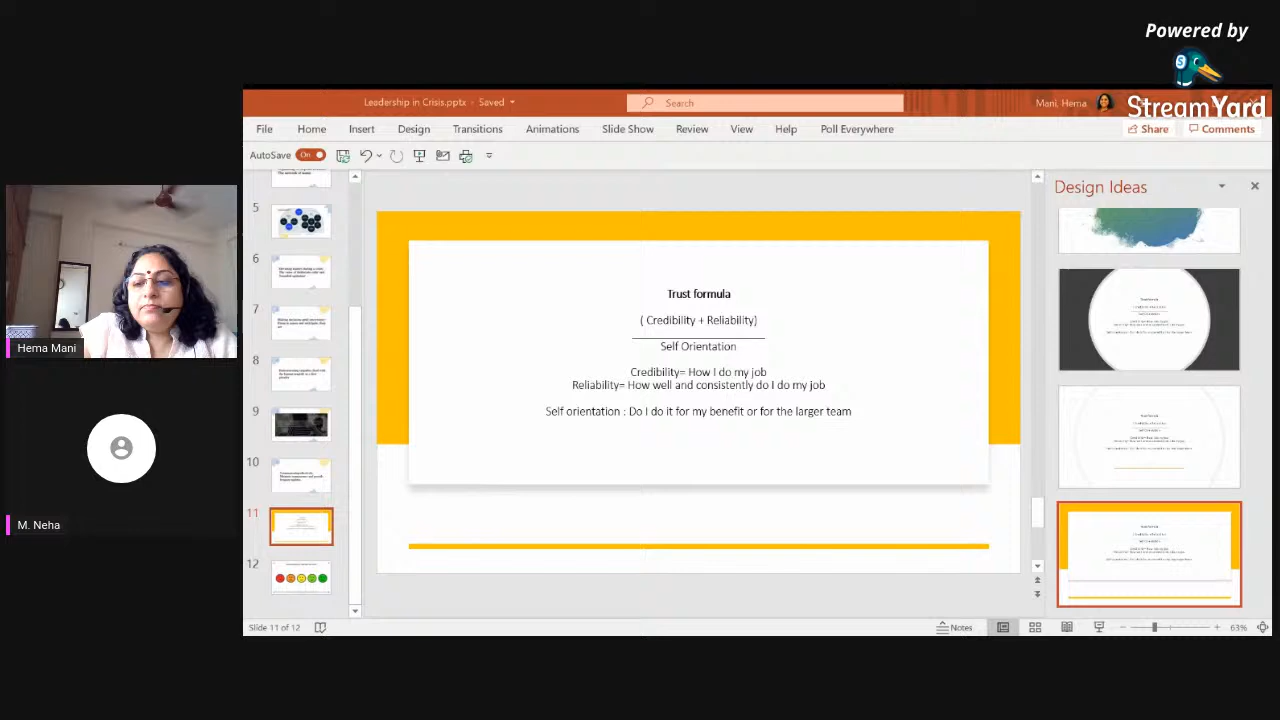 Powered by
StreamYard
Leadership in Crisis.pptx - Saved
Search
Mani, Hema
File Home Insert Design Transitions Animations Slide Show Review View Help Poll Everywhere
Share Comments
AutoSave On
Design Ideas
5
6
7
8
9
10
11
12
Trust formula
( Credibility + Reliability)
Self Orientation
Credibility= How I do my job
Reliability= How well and consistently do I do my job
Self orientation : Do I do it for my benefit or for the larger team
Hema Mani
M. Neha
Slide 11 of 12
Notes
63%